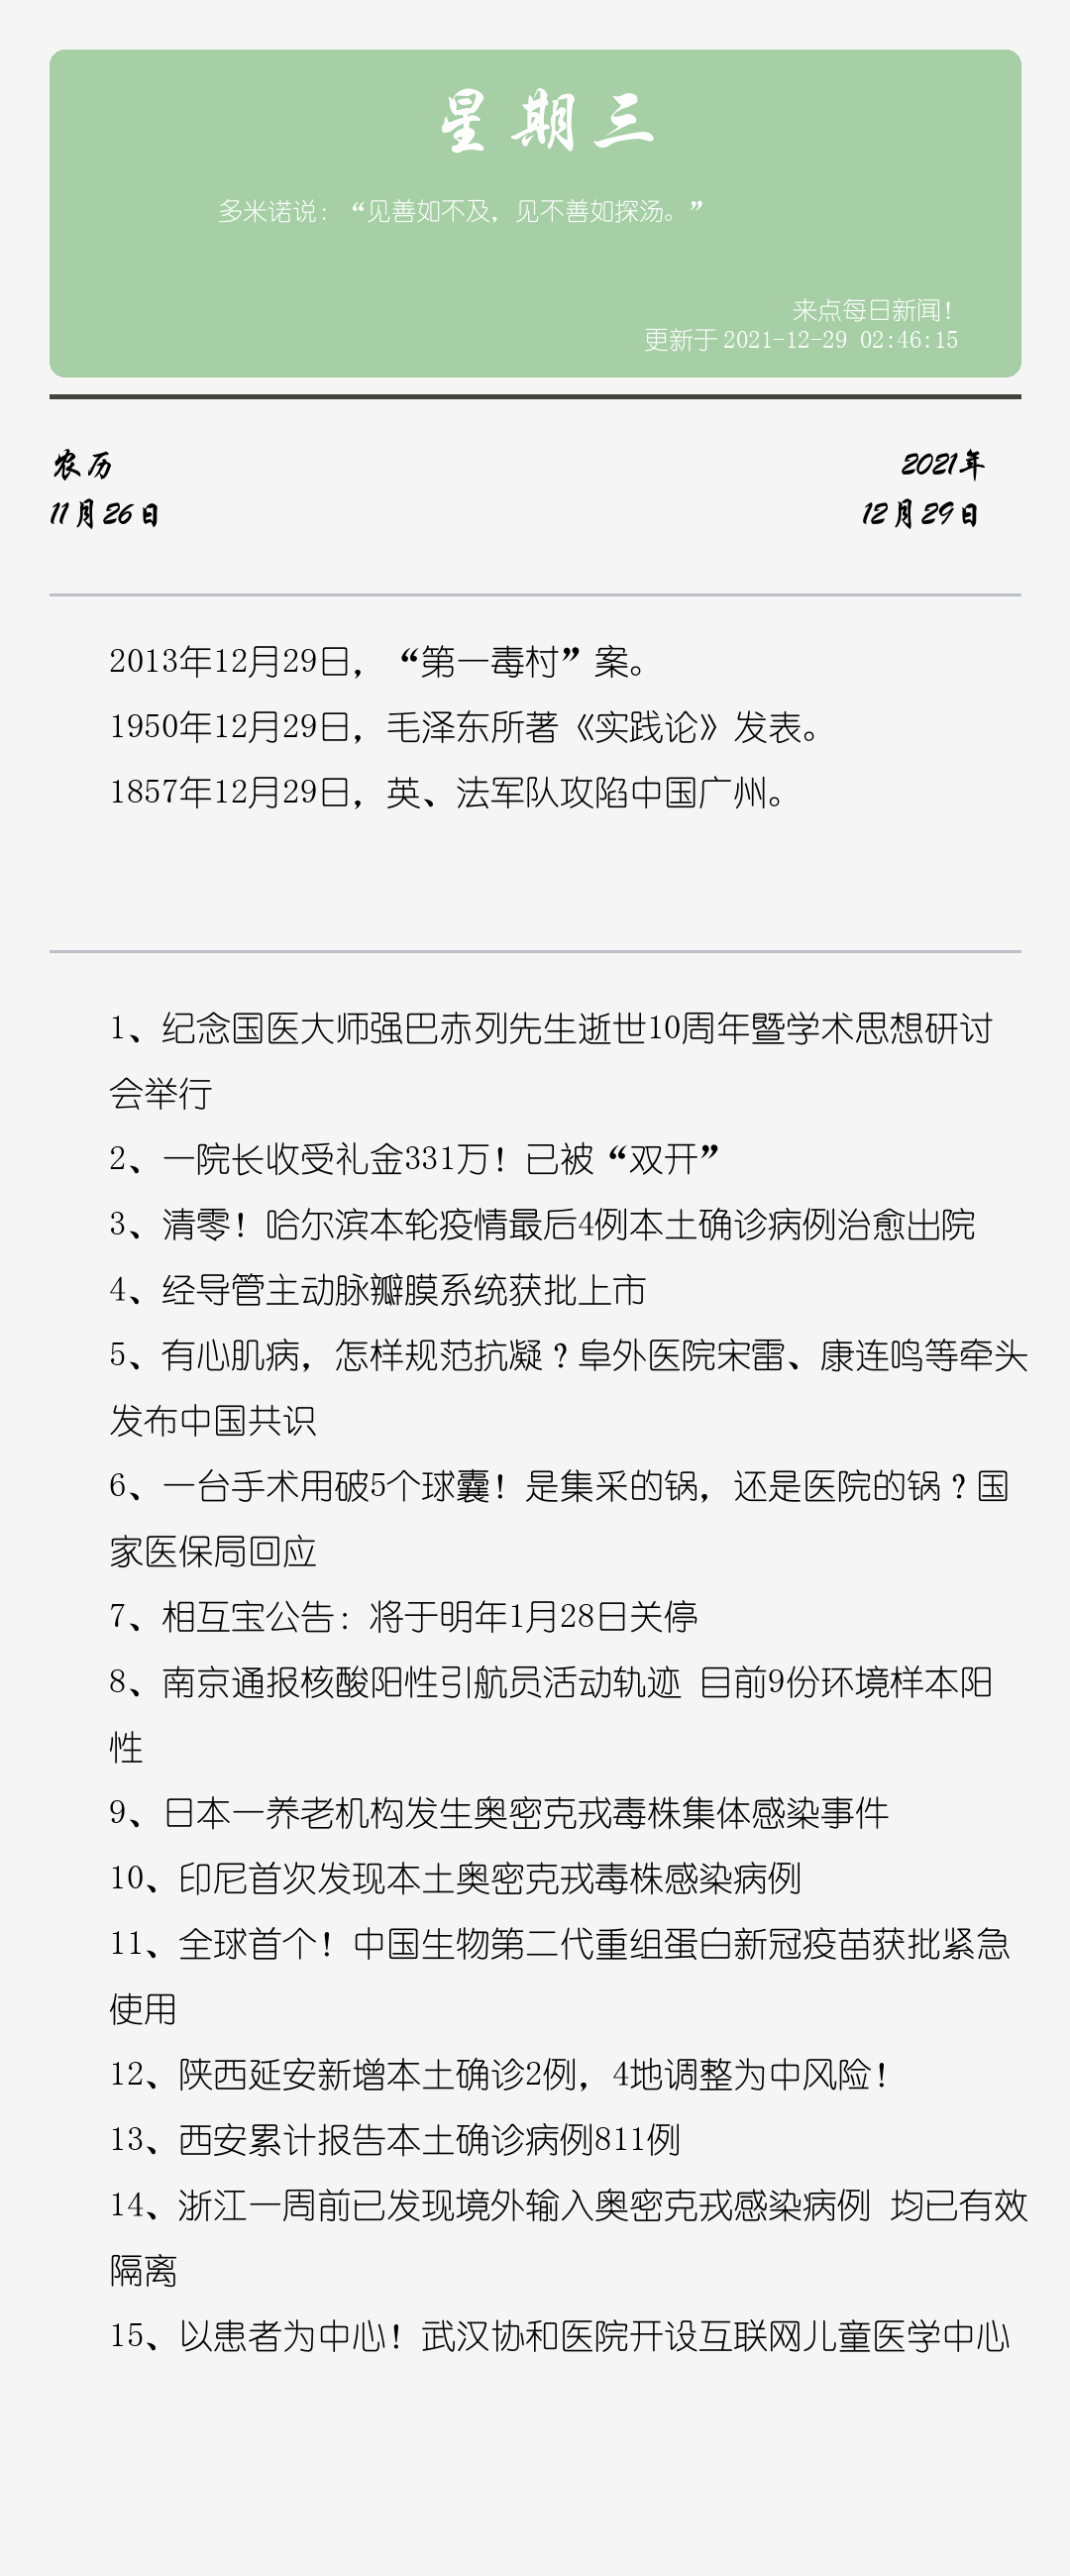 星期三
多米诺说：“见善如不及，见不善如探汤。”
来点每日新闻！
更新于2021-12-29 02:46:15
农历
2021年
11月26日
12月29日
2013年12月29日，“第一毒村”案。
1950年12月29日，毛泽东所著《实践论》发表。
1857年12月29日，英、法军队攻陷中国广州。
1、纪念国医大师强巴赤列先生逝世10周年暨学术思想研讨
会举行
2、一院长收受礼金331万！已被“双开”
3、清零！哈尔滨本轮疫情最后4例本土确诊病例治愈出院
4、经导管主动脉瓣膜系统获批上市
5、有心肌病，怎样规范抗凝？阜外医院宋雷、康连鸣等牵头
发布中国共识
6、一台手术用破5个球囊！是集采的锅，还是医院的锅？国
家医保局回应
7、相互宝公告：将于明年1月28日关停
8、南京通报核酸阳性引航员活动轨迹 目前9份环境样本阳
性
9、日本一养老机构发生奥密克戎毒株集体感染事件
10、印尼首次发现本土奥密克戎毒株感染病例
11、全球首个！中国生物第二代重组蛋白新冠疫苗获批紧急
使用
12、陕西延安新增本土确诊2例，4地调整为中风险！
13、西安累计报告本土确诊病例811例
14、浙江一周前已发现境外输入奥密克戎感染病例 均已有效
隔离
15、以患者为中心！武汉协和医院开设互联网儿童医学中心